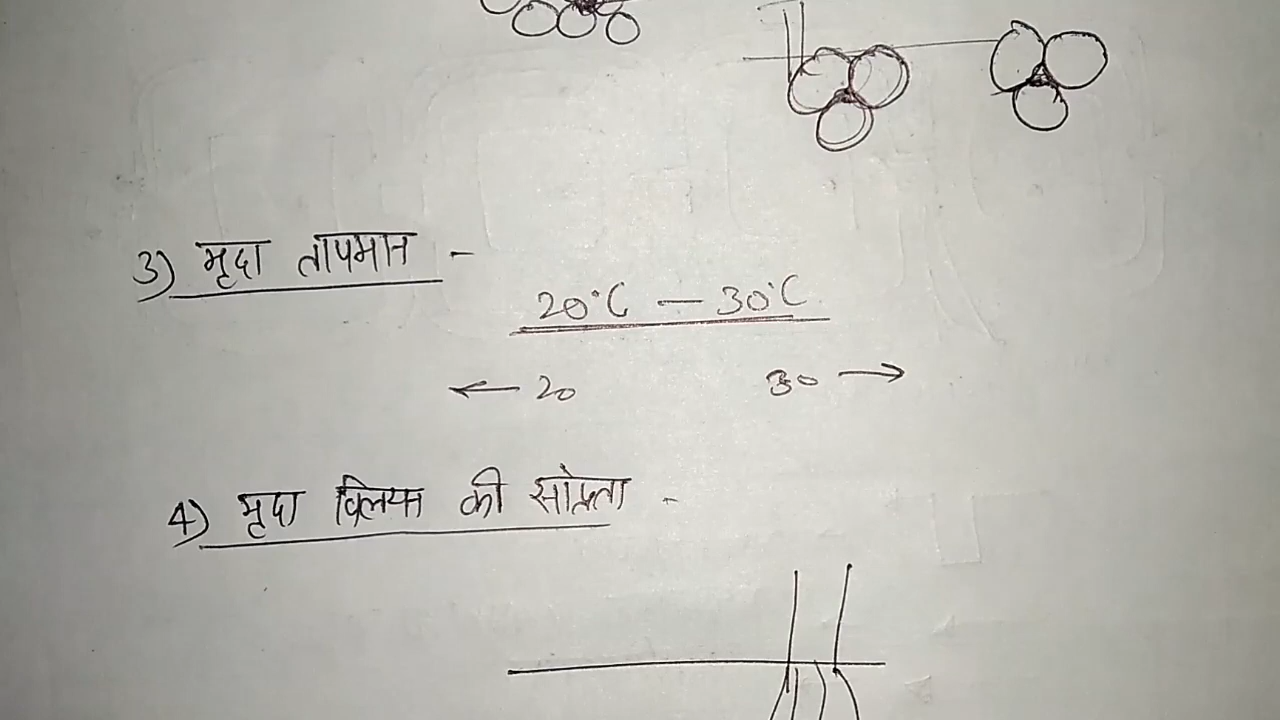 3) मृदा तापमान -
20°C — 30°C
← 20 30 →
4) मृदा विलयन की सांद्रता -